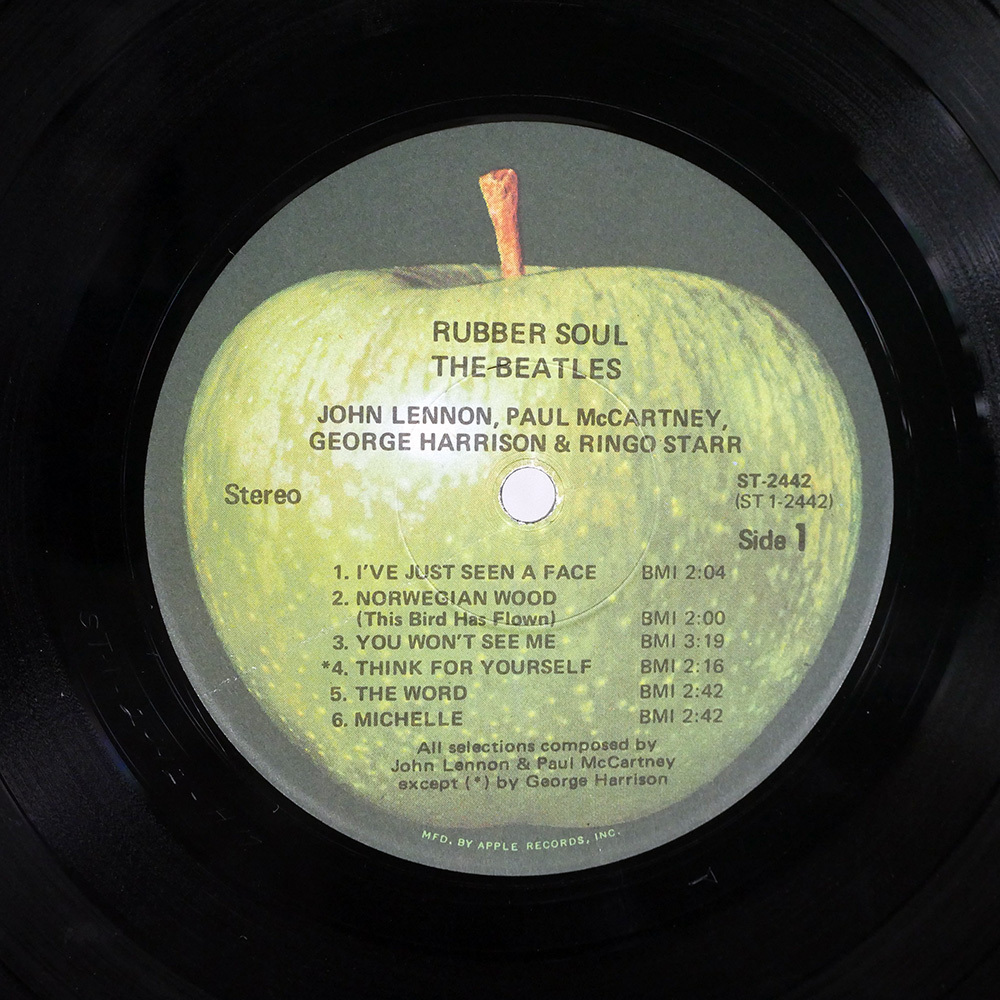 RUBBER SOUL
THE BEATLES
JOHN LENNON, PAUL McCARTNEY,
GEORGE HARRISON & RINGO STARR
Stereo
ST-2442
(ST 1-2442)
Side 1
1. I'VE JUST SEEN A FACE BMI 2:04
2. NORWEGIAN WOOD
(This Bird Has Flown) BMI 2:00
3. YOU WON'T SEE ME BMI 3:19
*4. THINK FOR YOURSELF BMI 2:16
5. THE WORD BMI 2:42
6. MICHELLE BMI 2:42
All selections composed by
John Lennon & Paul McCartney
except (*) by George Harrison
MFD. BY APPLE RECORDS, INC.